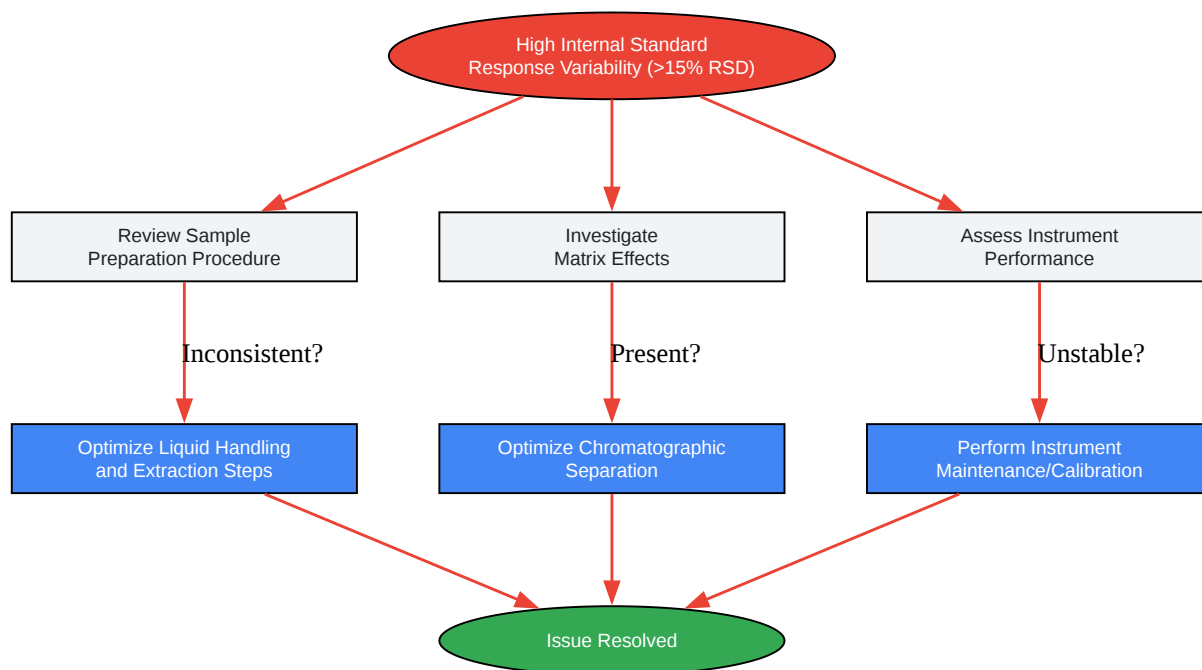 High Internal Standard
Response Variability (>15% RSD)
Review Sample
Preparation Procedure
Investigate
Matrix Effects
Assess Instrument
Performance
Inconsistent?
Present?
Unstable?
Optimize Liquid Handling
and Extraction Steps
Optimize Chromatographic
Separation
Perform Instrument
Maintenance/Calibration
Issue Resolved